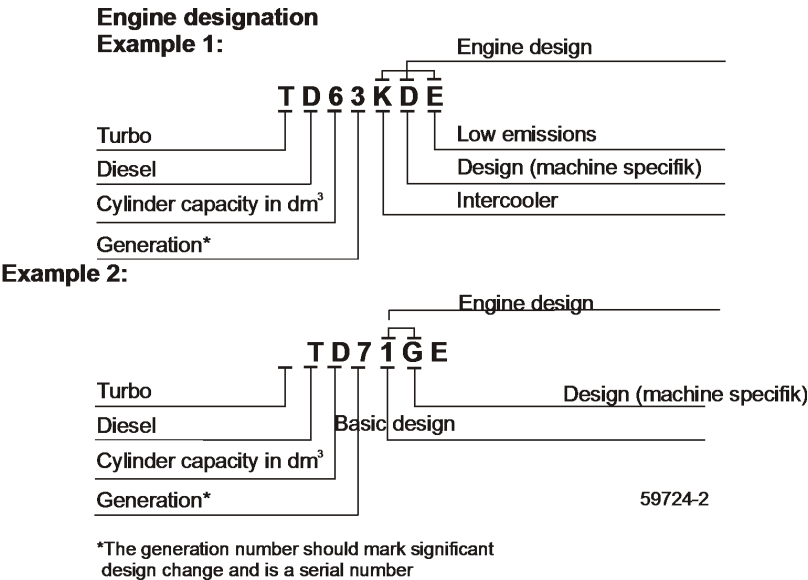 Engine designation
Example 1:
Engine design
TD63KDE
Turbo
Low emissions
Diesel
Design (machine specifik)
Cylinder capacity in dm³
Intercooler
Generation*
Example 2:
Engine design
TD71GE
Turbo
Design (machine specifik)
Diesel
Basic design
Cylinder capacity in dm³
Generation*
59724-2
*The generation number should mark significant
design change and is a serial number